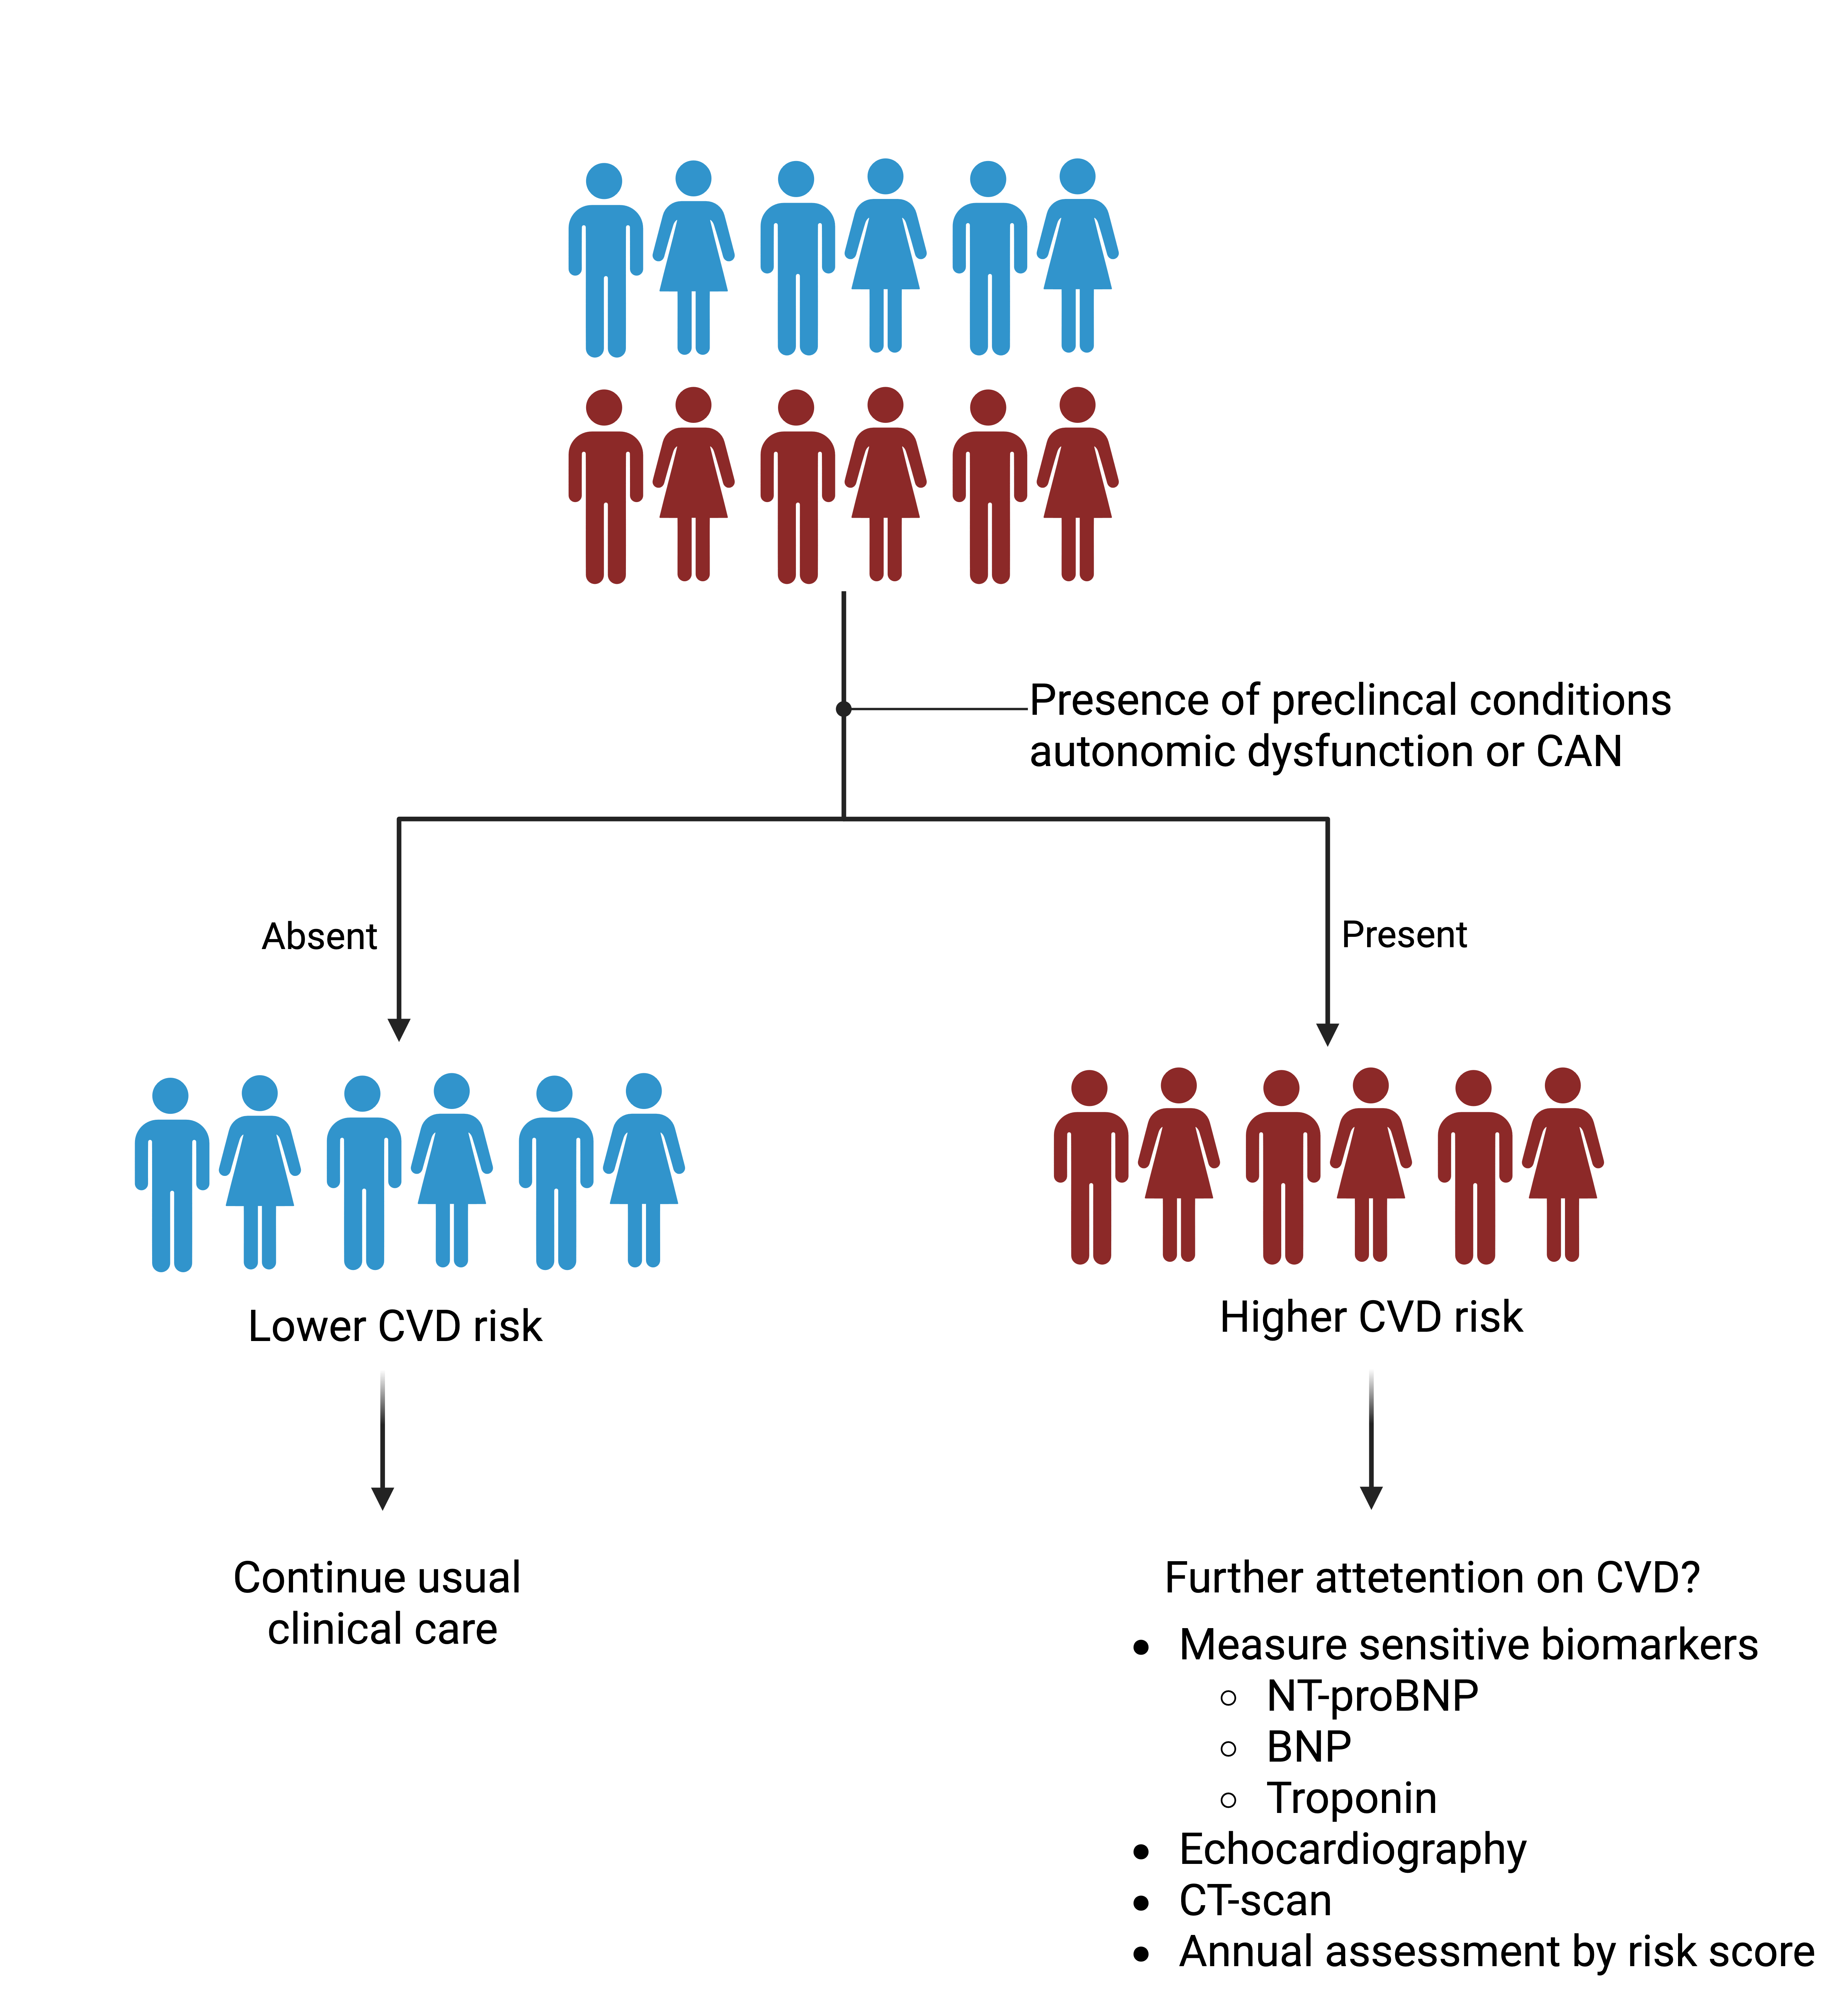 Presence of preclincal conditions
autonomic dysfunction or CAN
Absent
Present
Lower CVD risk
Higher CVD risk
Continue usual
clinical care
Further attetention on CVD?
• Measure sensitive biomarkers
○ NT-proBNP
○ BNP
○ Troponin
• Echocardiography
• CT-scan
• Annual assessment by risk score